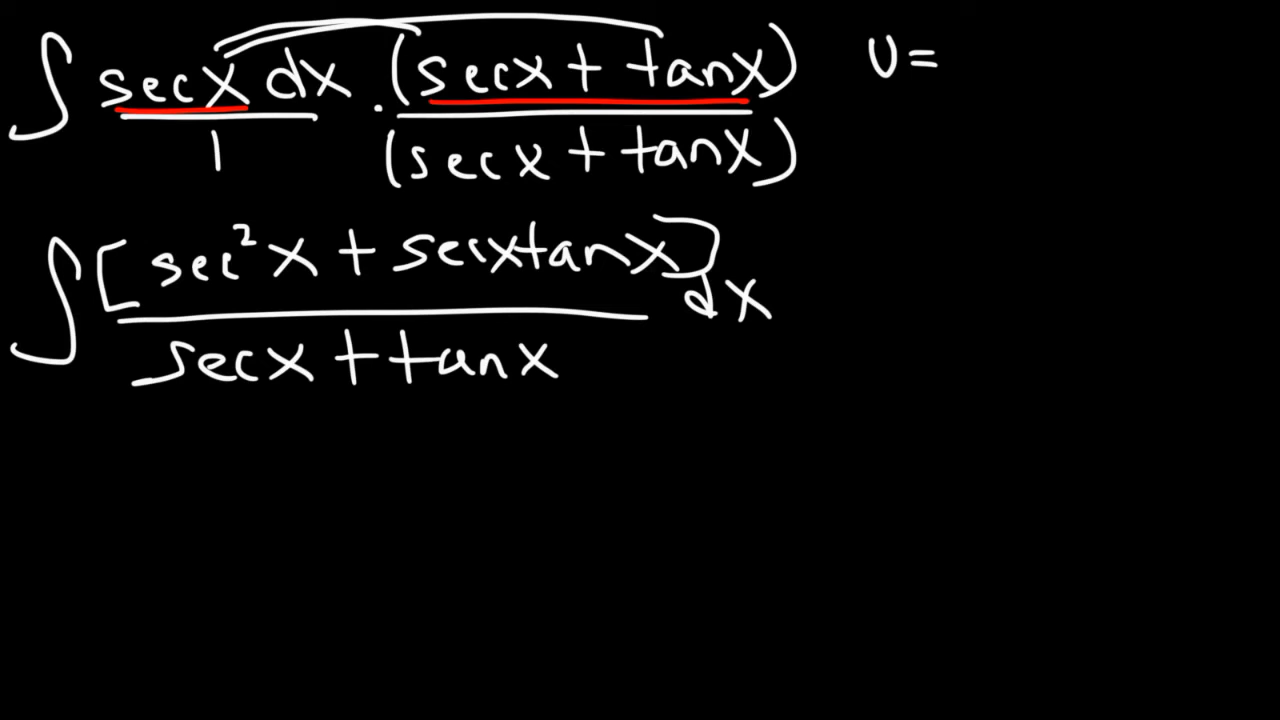 ∫ secx dx/1 · (secx + tanx)/(secx + tanx) u=
∫ [sec²x + secxtanx]/secx + tanx dx